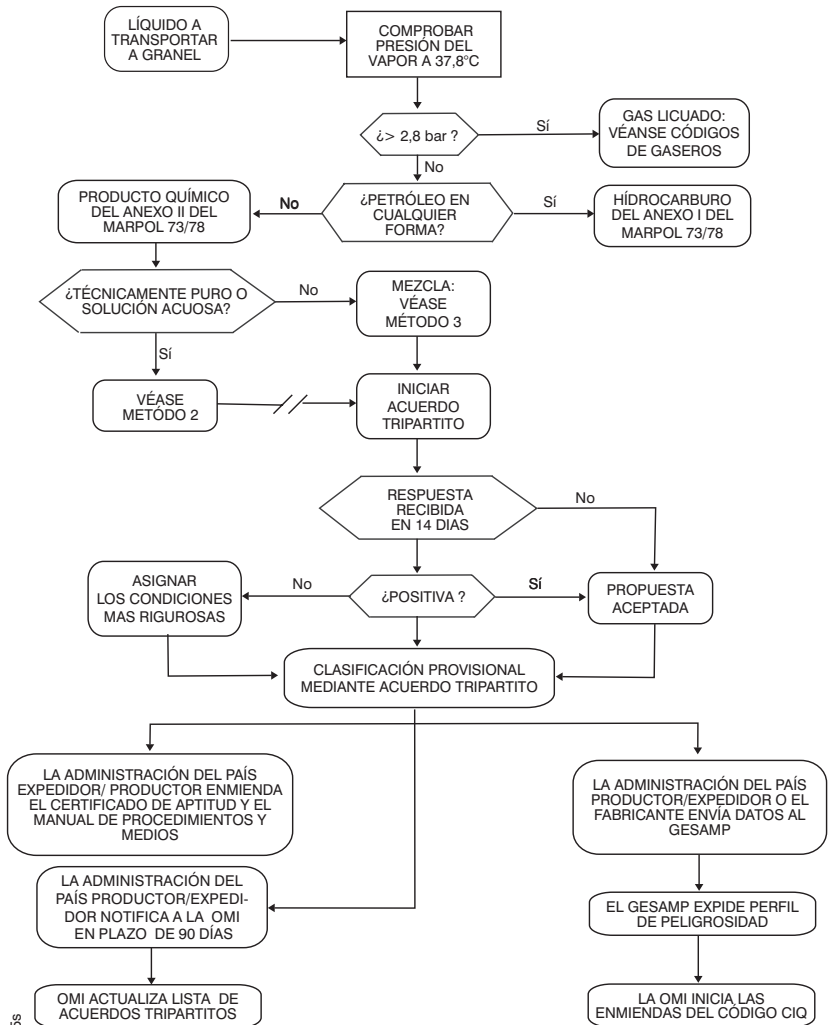 LÍQUIDO A
TRANSPORTAR
A GRANEL
COMPROBAR
PRESIÓN DEL
VAPOR A 37,8°C
¿> 2,8 bar ?
Sí
GAS LICUADO:
VÉANSE CÓDIGOS
DE GASEROS
No
PRODUCTO QUÍMICO
DEL ANEXO II DEL
MARPOL 73/78
No
¿PETRÓLEO EN
CUALQUIER
FORMA?
Sí
HÍDROCARBURO
DEL ANEXO I DEL
MARPOL 73/78
¿TÉCNICAMENTE PURO O
SOLUCIÓN ACUOSA?
No
MEZCLA:
VÉASE
MÉTODO 3
Sí
VÉASE
METÓDO 2
INICIAR
ACUERDO
TRIPARTITO
RESPUESTA
RECIBIDA
EN 14 DIAS
No
ASIGNAR
LOS CONDICIONES
MAS RIGUROSAS
No
¿POSITIVA ?
Sí
PROPUESTA
ACEPTADA
CLASIFICACIÓN PROVISIONAL
MEDIANTE ACUERDO TRIPARTITO
LA ADMINISTRACIÓN DEL PAÍS
EXPEDIDOR/ PRODUCTOR ENMIENDA
EL CERTIFICADO DE APTITUD Y EL
MANUAL DE PROCEDIMIENTOS Y
MEDIOS
LA ADMINISTRACIÓN DEL PAÍS
PRODUCTOR/EXPEDIDOR O EL
FABRICANTE ENVÍA DATOS AL
GESAMP
LA ADMINISTRACIÓN DEL
PAÍS PRODUCTOR/EXPEDI-
DOR NOTIFICA A LA OMI
EN PLAZO DE 90 DÍAS
EL GESAMP EXPIDE PERFIL
DE PELIGROSIDAD
OMI ACTUALIZA LISTA DE
ACUERDOS TRIPARTITOS
LA OMI INICIA LAS
ENMIENDAS DEL CÓDIGO CIQ